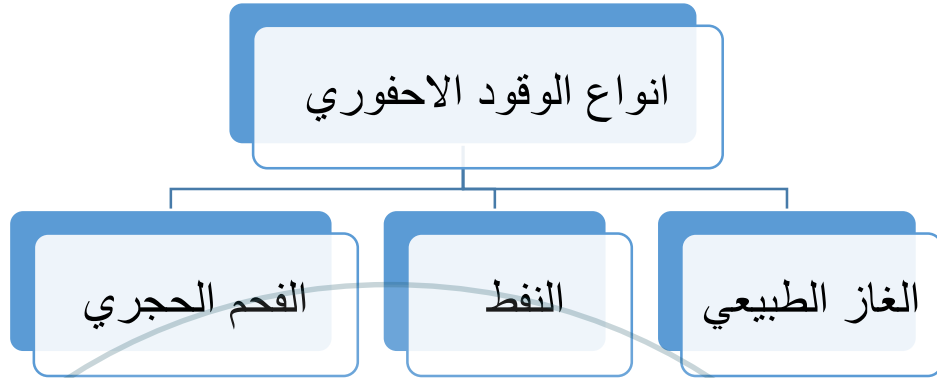 انواع الوقود الاحفوري
الغاز الطبيعي
النفط
الفحم الحجري